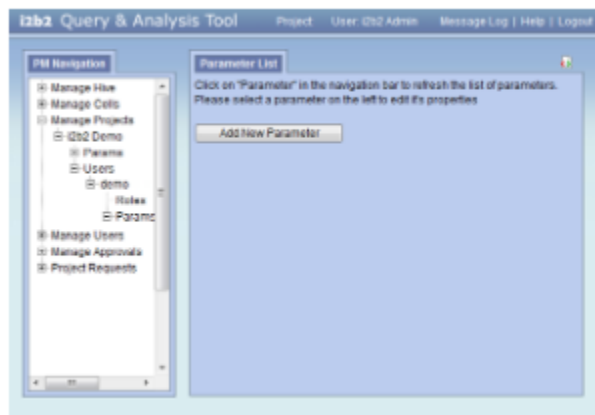 i2b2 Query & Analysis Tool
Project: User: i2b2 Admin Message Log | Help | Logout
PM Navigation
Manage Hive
Manage Cells
Manage Projects
i2b2 Demo
Params
Users
demo
Roles
Params
Manage Users
Manage Approvals
Project Requests
Parameter List
Click on "Parameter" in the navigation bar to refresh the list of parameters.
Please select a parameter on the left to edit it's properties
Add New Parameter